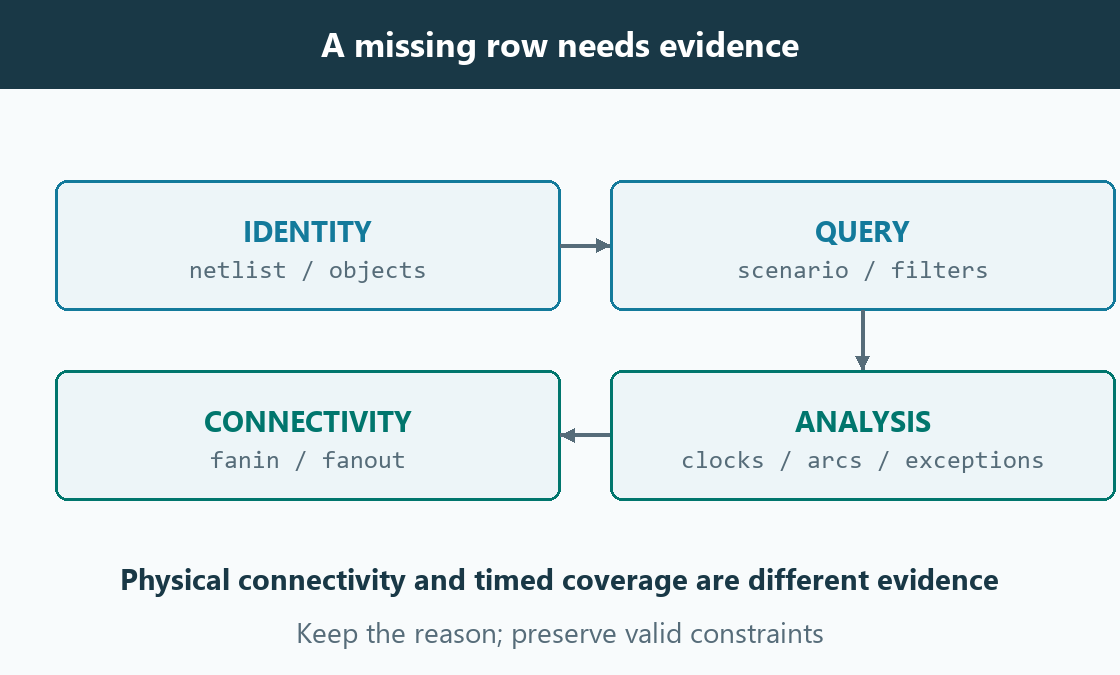 A missing row needs evidence
IDENTITY
netlist / objects
QUERY
scenario / filters
CONNECTIVITY
fanin / fanout
ANALYSIS
clocks / arcs / exceptions
Physical connectivity and timed coverage are different evidence
Keep the reason; preserve valid constraints